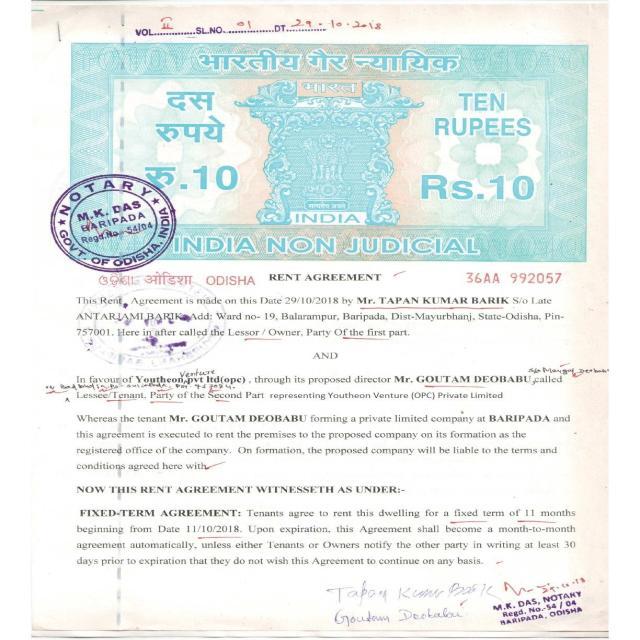 VOL. II SL.NO. 01 DT. 29-10-2018
भारतीय गैर न्यायिक
भारत
दस
रुपये
रु.10
TEN
RUPEES
Rs.10
सत्यमेव जयते
INDIA
INDIA NON JUDICIAL
NOTARY
M.K. DAS
BARIPADA
Regd.No.-54/04
GOVT. OF ODISHA, INDIA
ଓଡ଼ିଶା ओडिशा ODISHA RENT AGREEMENT 36AA 992057
This Rent Agreement is made on this Date 29/10/2018 by Mr. TAPAN KUMAR BARIK S/o Late
ANTARJAMI BARIK, Add: Ward no- 19, Balarampur, Baripada, Dist-Mayurbhanj, State-Odisha, Pin-
757001. Here in after called the Lessor / Owner, Party Of the first part.
AND
Venture
In favour of Youtheon pvt ltd(opc) , through its proposed director Mr. GOUTAM DEOBABU, called
Lessee/Tenant, Party of the Second Part representing Youtheon Venture (OPC) Private Limited
Whereas the tenant Mr. GOUTAM DEOBABU forming a private limited company at BARIPADA and
this agreement is executed to rent the premises to the proposed company on its formation as the
registered office of the company. On formation, the proposed company will be liable to the terms and
conditions agreed here with
NOW THIS RENT AGREEMENT WITNESSETH AS UNDER:-
FIXED-TERM AGREEMENT: Tenants agree to rent this dwelling for a fixed term of 11 months
beginning from Date 11/10/2018. Upon expiration, this Agreement shall become a month-to-month
agreement automatically, unless either Tenants or Owners notify the other party in writing at least 30
days prior to expiration that they do not wish this Agreement to continue on any basis.
Tapan Kumar Barik
Goutam Deobabu
29-10-18
M.K. DAS, NOTARY
Regd. No.-54 / 04
BARIPADA, ODISHA